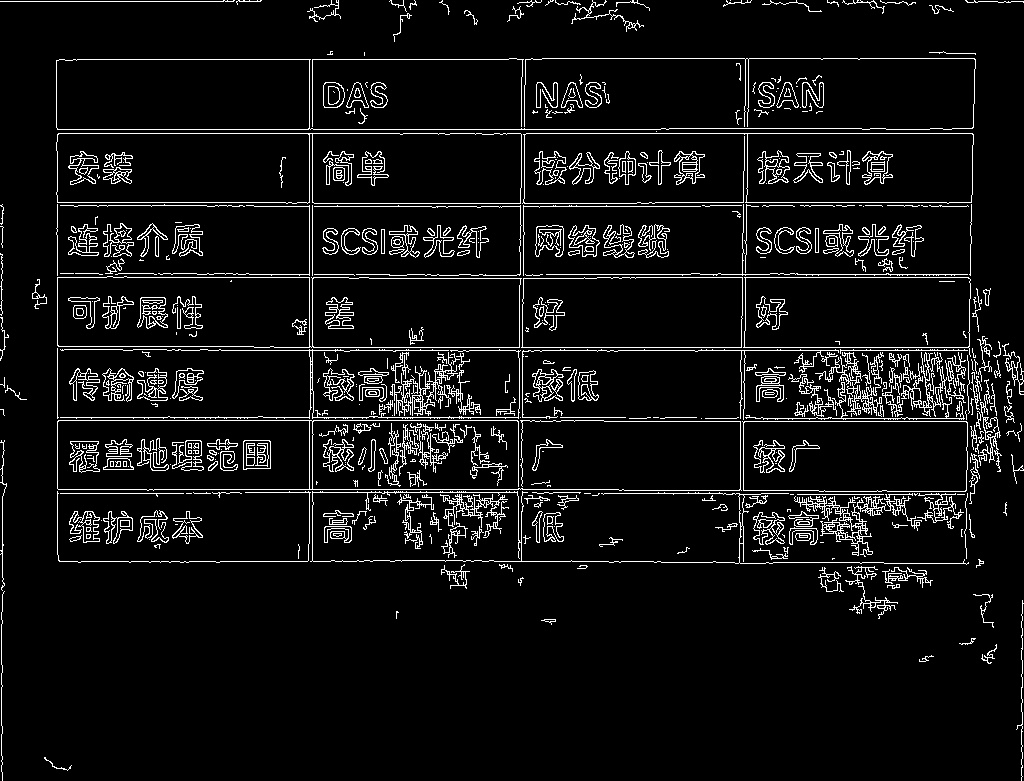 DAS NAS SAN
安装 简单 按分钟计算 按天计算
连接介质 SCSI或光纤 网络线缆 SCSI或光纤
可扩展性 差 好 好
传输速度 较高 较低 高
覆盖地理范围 较小 广 较广
维护成本 高 低 较高